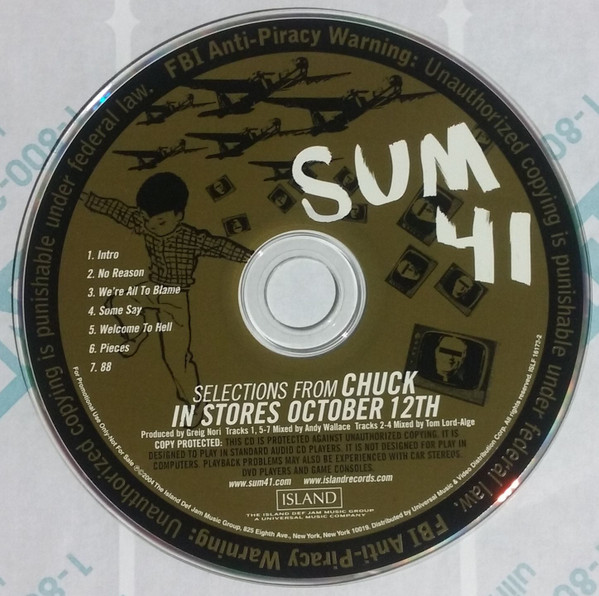 FBI Anti-Piracy Warning: Unauthorized copying is punishable under federal law.
FBI Anti-Piracy Warning: Unauthorized copying is punishable under federal law.
SUM
41
1. Intro
2. No Reason
3. We're All To Blame
4. Some Say
5. Welcome To Hell
6. Pieces
7. 88
SELECTIONS FROM CHUCK
IN STORES OCTOBER 12TH
Produced by Greig Nori Tracks 1, 5-7 Mixed by Andy Wallace Tracks 2-4 Mixed by Tom Lord-Alge
COPY PROTECTED: THIS CD IS PROTECTED AGAINST UNAUTHORIZED COPYING. IT IS
DESIGNED TO PLAY IN STANDARD AUDIO CD PLAYERS. IT IS NOT DESIGNED FOR PLAY IN
COMPUTERS. PLAYBACK PROBLEMS MAY ALSO BE EXPERIENCED WITH CAR STEREOS,
DVD PLAYERS AND GAME CONSOLES.
www.sum41.com www.islandrecords.com
ISLAND
THE ISLAND DEF JAM MUSIC GROUP
A UNIVERSAL MUSIC COMPANY
For Promotional Use Only-Not For Sale ℗©2004 The Island Def Jam Music Group, 825 Eighth Ave., New York, New York 10019. Distributed by Universal Music & Video Distribution Corp. All rights reserved. ISLF 16173-2